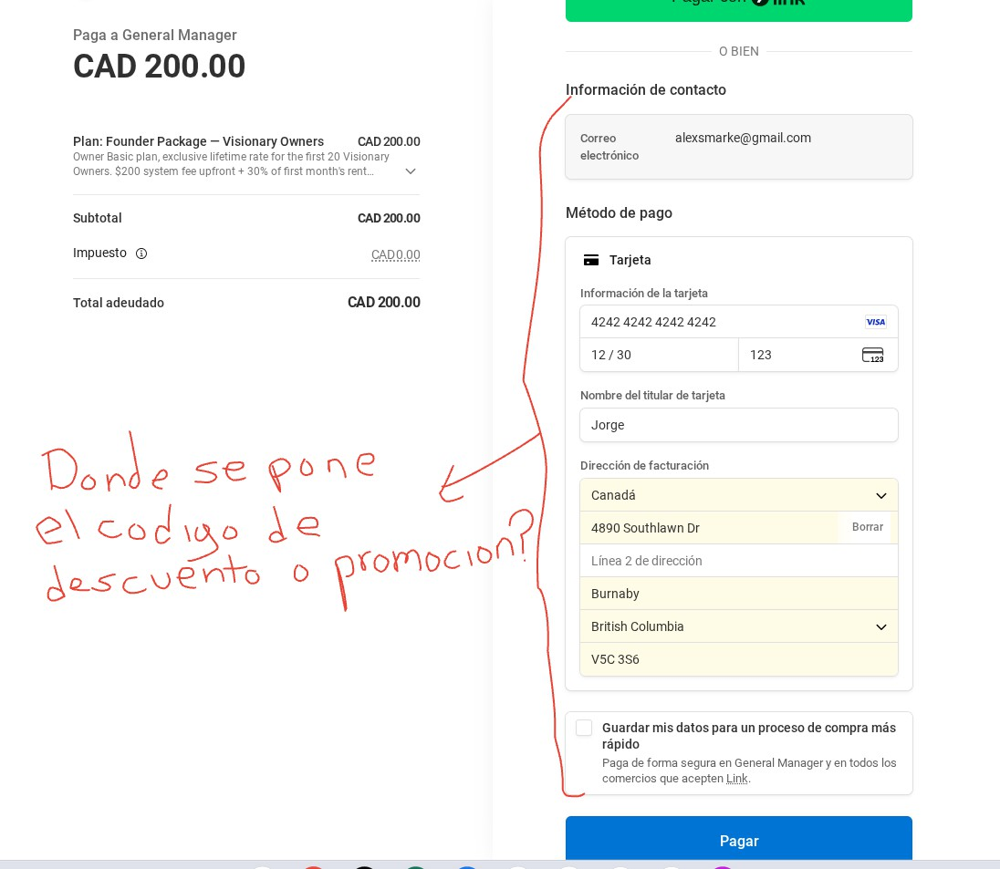 Pagar con link
Paga a General Manager
CAD 200.00
Plan: Founder Package — Visionary Owners CAD 200.00
Owner Basic plan, exclusive lifetime rate for the first 20 Visionary
Owners. $200 system fee upfront + 30% of first month's rent...
Subtotal CAD 200.00
Impuesto CAD0.00
Total adeudado CAD 200.00
Donde se pone
el codigo de
descuento o promocion?
O BIEN
Información de contacto
Correo
electrónico
alexsmarke@gmail.com
Método de pago
Tarjeta
Información de la tarjeta
4242 4242 4242 4242 VISA
12 / 30 123 123
Nombre del titular de tarjeta
Jorge
Dirección de facturación
Canadá
4890 Southlawn Dr Borrar
Línea 2 de dirección
Burnaby
British Columbia
V5C 3S6
Guardar mis datos para un proceso de compra más
rápido
Paga de forma segura en General Manager y en todos los
comercios que acepten Link.
Pagar